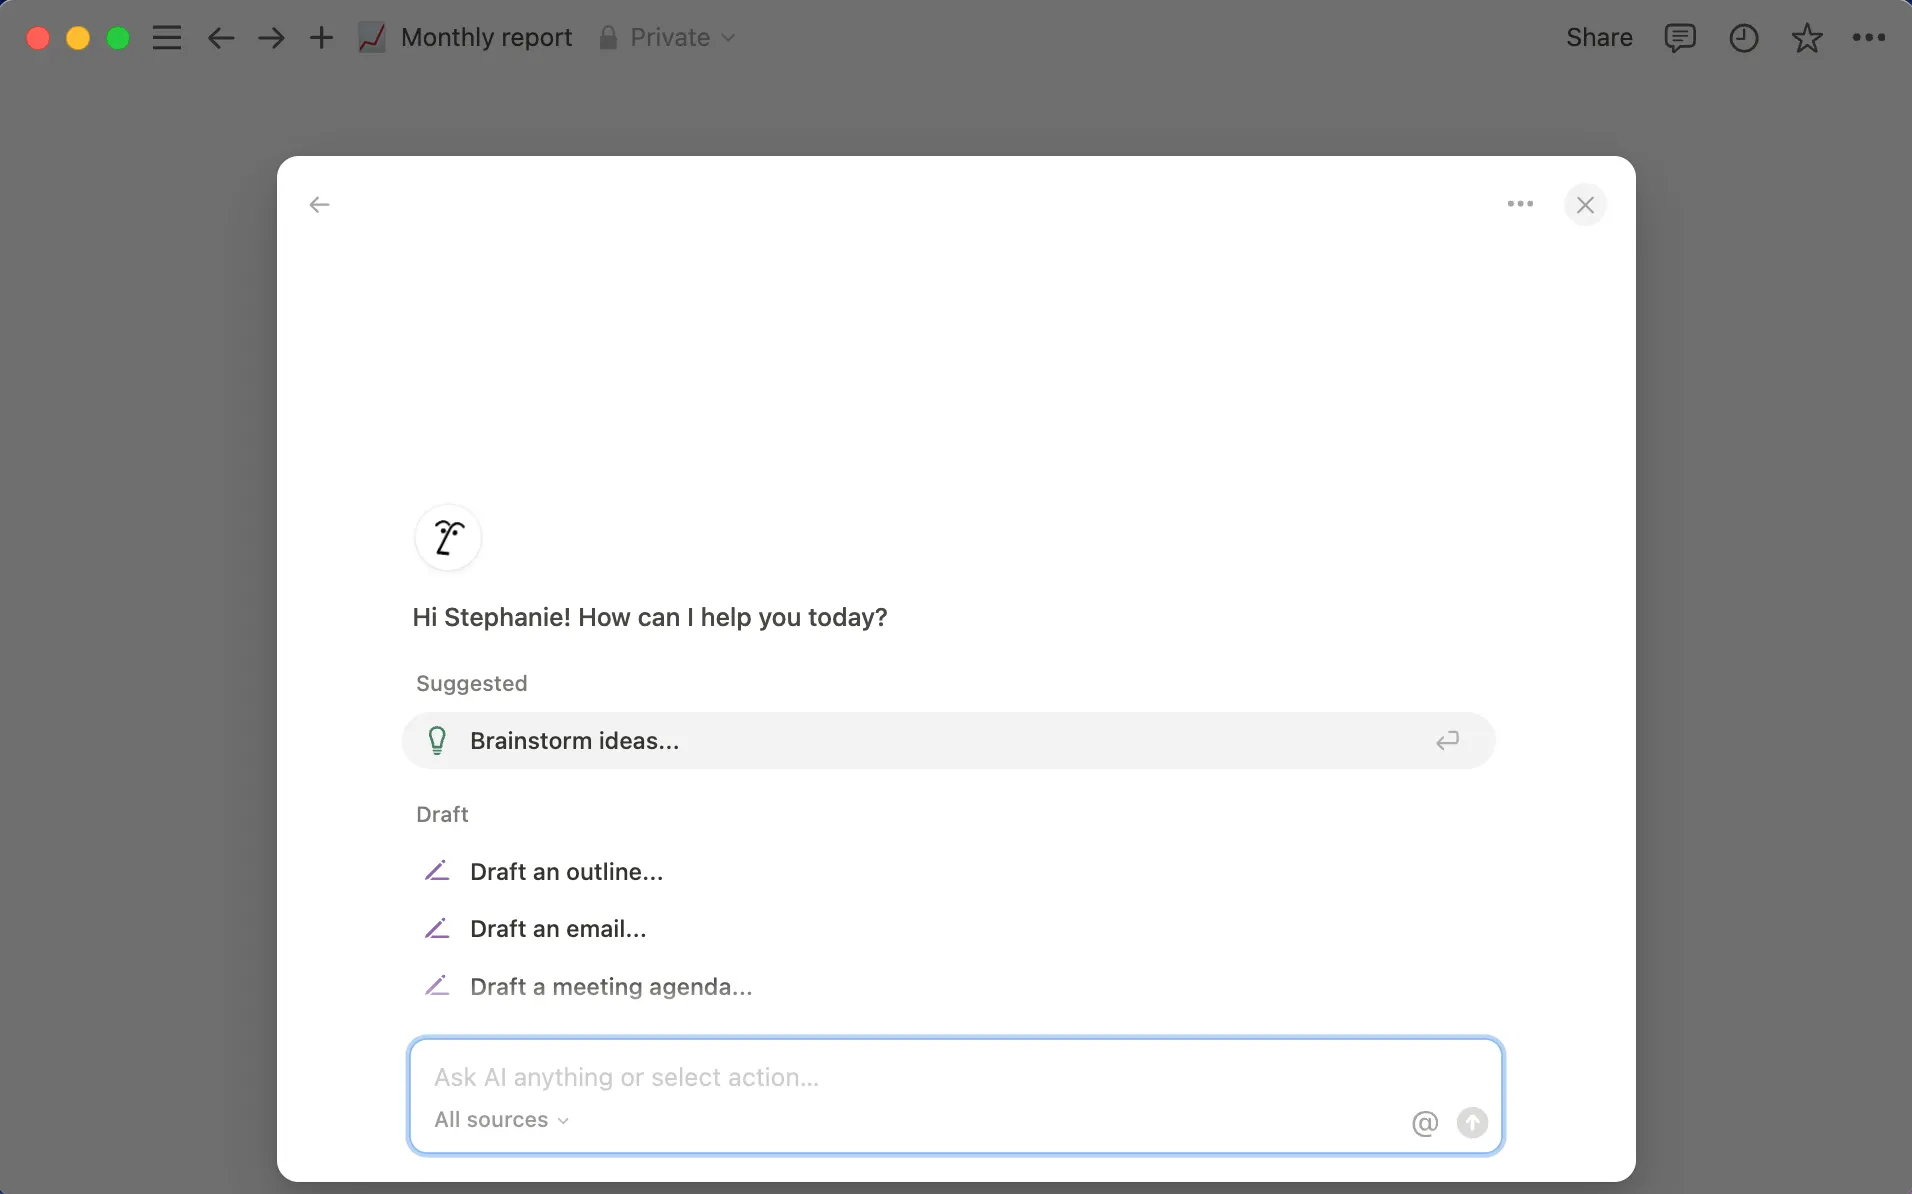 Monthly report Private
Share
Hi Stephanie! How can I help you today?
Suggested
Brainstorm ideas...
Draft
Draft an outline...
Draft an email...
Draft a meeting agenda...
Ask AI anything or select action...
All sources
@